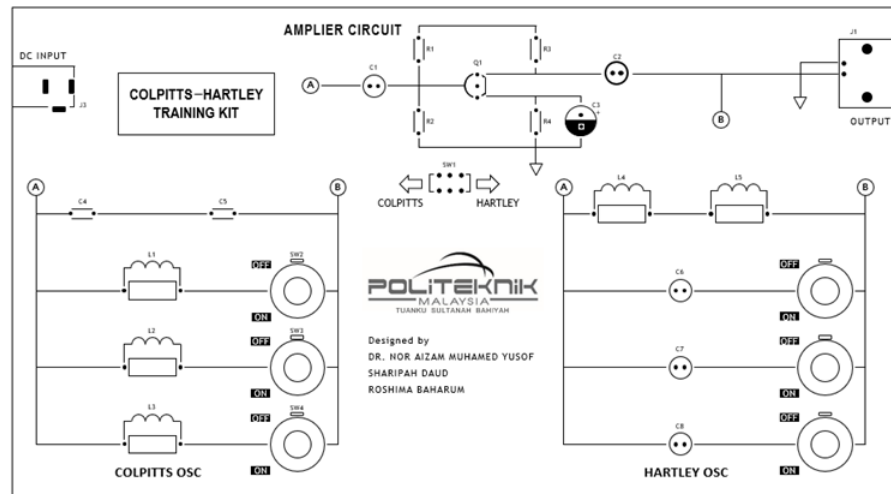 AMPLIER CIRCUIT
DC INPUT
J3
COLPITTS–HARTLEY
TRAINING KIT
A
C1
R1
R2
Q1
R3
R4
C3
+
C2
B
J1
OUTPUT
SW1
COLPITTS
HARTLEY
A
B
C4
C5
L1
OFF
SW2
ON
L2
OFF
SW3
ON
L3
OFF
SW4
ON
COLPITTS OSC
POLITEKNIK
MALAYSIA
TUANKU SULTANAH BAHIYAH
Designed by
DR. NOR AIZAM MUHAMED YUSOF
SHARIPAH DAUD
ROSHIMA BAHARUM
A
B
L4
L5
C6
OFF
ON
C7
OFF
ON
C8
OFF
ON
HARTLEY OSC